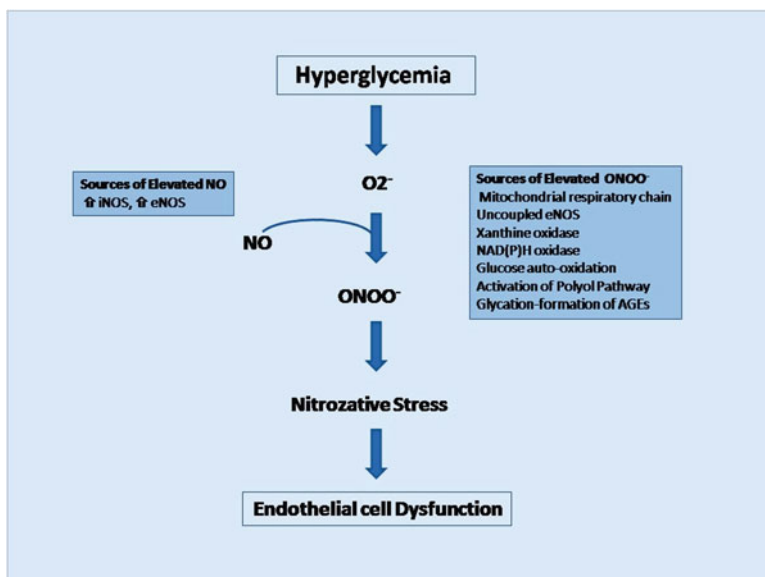 Hyperglycemia
O2⁻
Sources of Elevated NO
⇧ iNOS, ⇧ eNOS
NO
ONOO⁻
Sources of Elevated ONOO⁻
Mitochondrial respiratory chain
Uncoupled eNOS
Xanthine oxidase
NAD(P)H oxidase
Glucose auto-oxidation
Activation of Polyol Pathway
Glycation-formation of AGEs
Nitrozative Stress
Endothelial cell Dysfunction